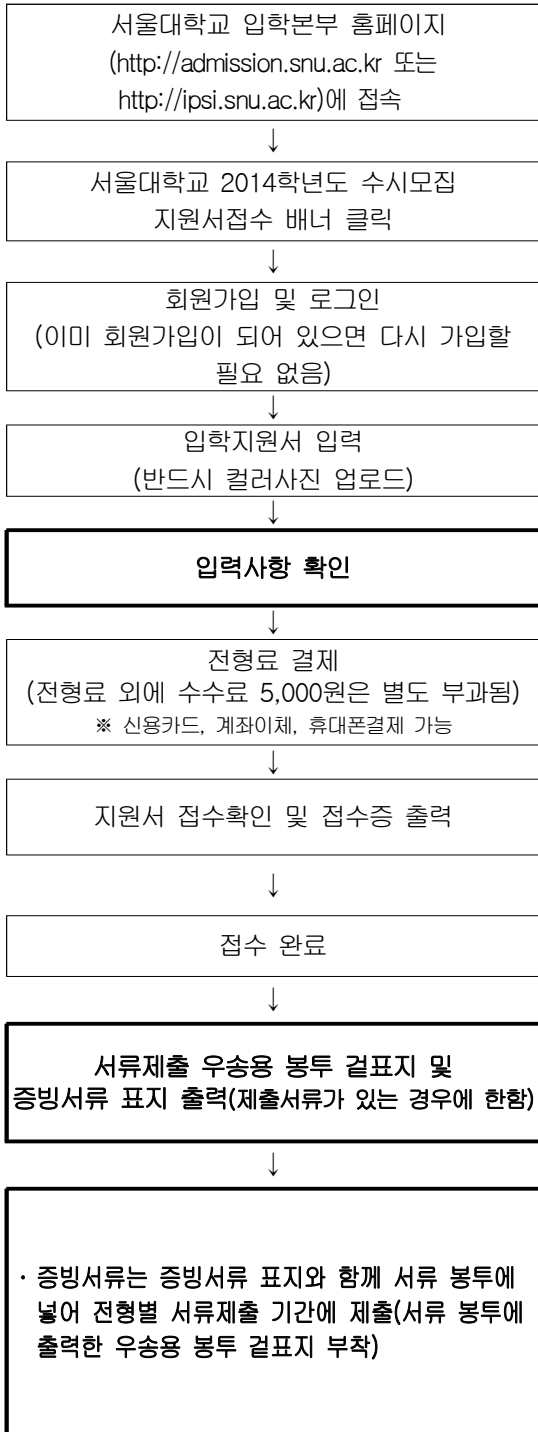 서울대학교 입학본부 홈페이지
(http://admission.snu.ac.kr 또는
http://ipsi.snu.ac.kr)에 접속
↓
서울대학교 2014학년도 수시모집
지원서접수 배너 클릭
↓
회원가입 및 로그인
(이미 회원가입이 되어 있으면 다시 가입할
필요 없음)
↓
입학지원서 입력
(반드시 컬러사진 업로드)
↓
입력사항 확인
↓
전형료 결제
(전형료 외에 수수료 5,000원은 별도 부과됨)
※ 신용카드, 계좌이체, 휴대폰결제 가능
↓
지원서 접수확인 및 접수증 출력
↓
접수 완료
↓
서류제출 우송용 봉투 겉표지 및
증빙서류 표지 출력(제출서류가 있는 경우에 한함)
↓
· 증빙서류는 증빙서류 표지와 함께 서류 봉투에
넣어 전형별 서류제출 기간에 제출(서류 봉투에
출력한 우송용 봉투 겉표지 부착)